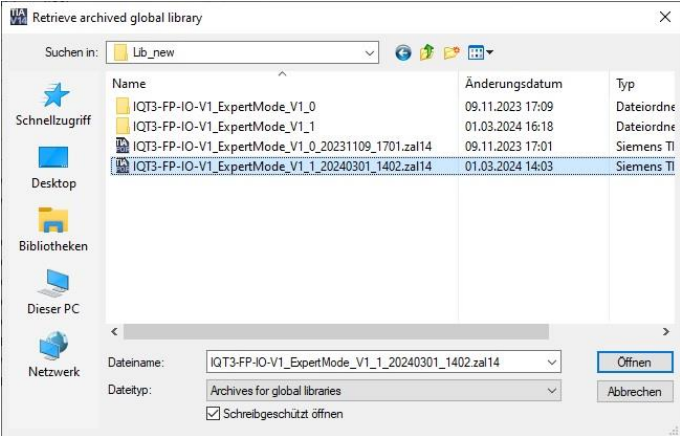 TIA V14 Retrieve archived global library
Suchen in: Lib_new
Name Änderungsdatum Typ
IQT3-FP-IO-V1_ExpertMode_V1_0 09.11.2023 17:09 Dateiordne
IQT3-FP-IO-V1_ExpertMode_V1_1 01.03.2024 16:18 Dateiordne
IQT3-FP-IO-V1_ExpertMode_V1_0_20231109_1701.zal14 09.11.2023 17:01 Siemens TI
IQT3-FP-IO-V1_ExpertMode_V1_1_20240301_1402.zal14 01.03.2024 14:03 Siemens TI
Schnellzugriff
Desktop
Bibliotheken
Dieser PC
Netzwerk
Dateiname: IQT3-FP-IO-V1_ExpertMode_V1_1_20240301_1402.zal14 Öffnen
Dateityp: Archives for global libraries Abbrechen
Schreibgeschützt öffnen